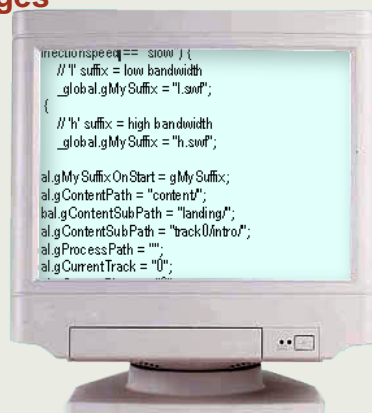 ges
nectionspeed == "slow") {
// "l" suffix = low bandwidth
_global.gMySuffix = "l.swf";
{
// "h" suffix = high bandwidth
_global.gMySuffix = "h.swf";
al.gMySuffixOnStart = gMySuffix;
al.gContentPath = "content/";
bal.gContentSubPath = "landing/";
al.gContentSubPath = "track0/intro/";
al.gProcessPath = "";
al.gCurrentTrack = "0";